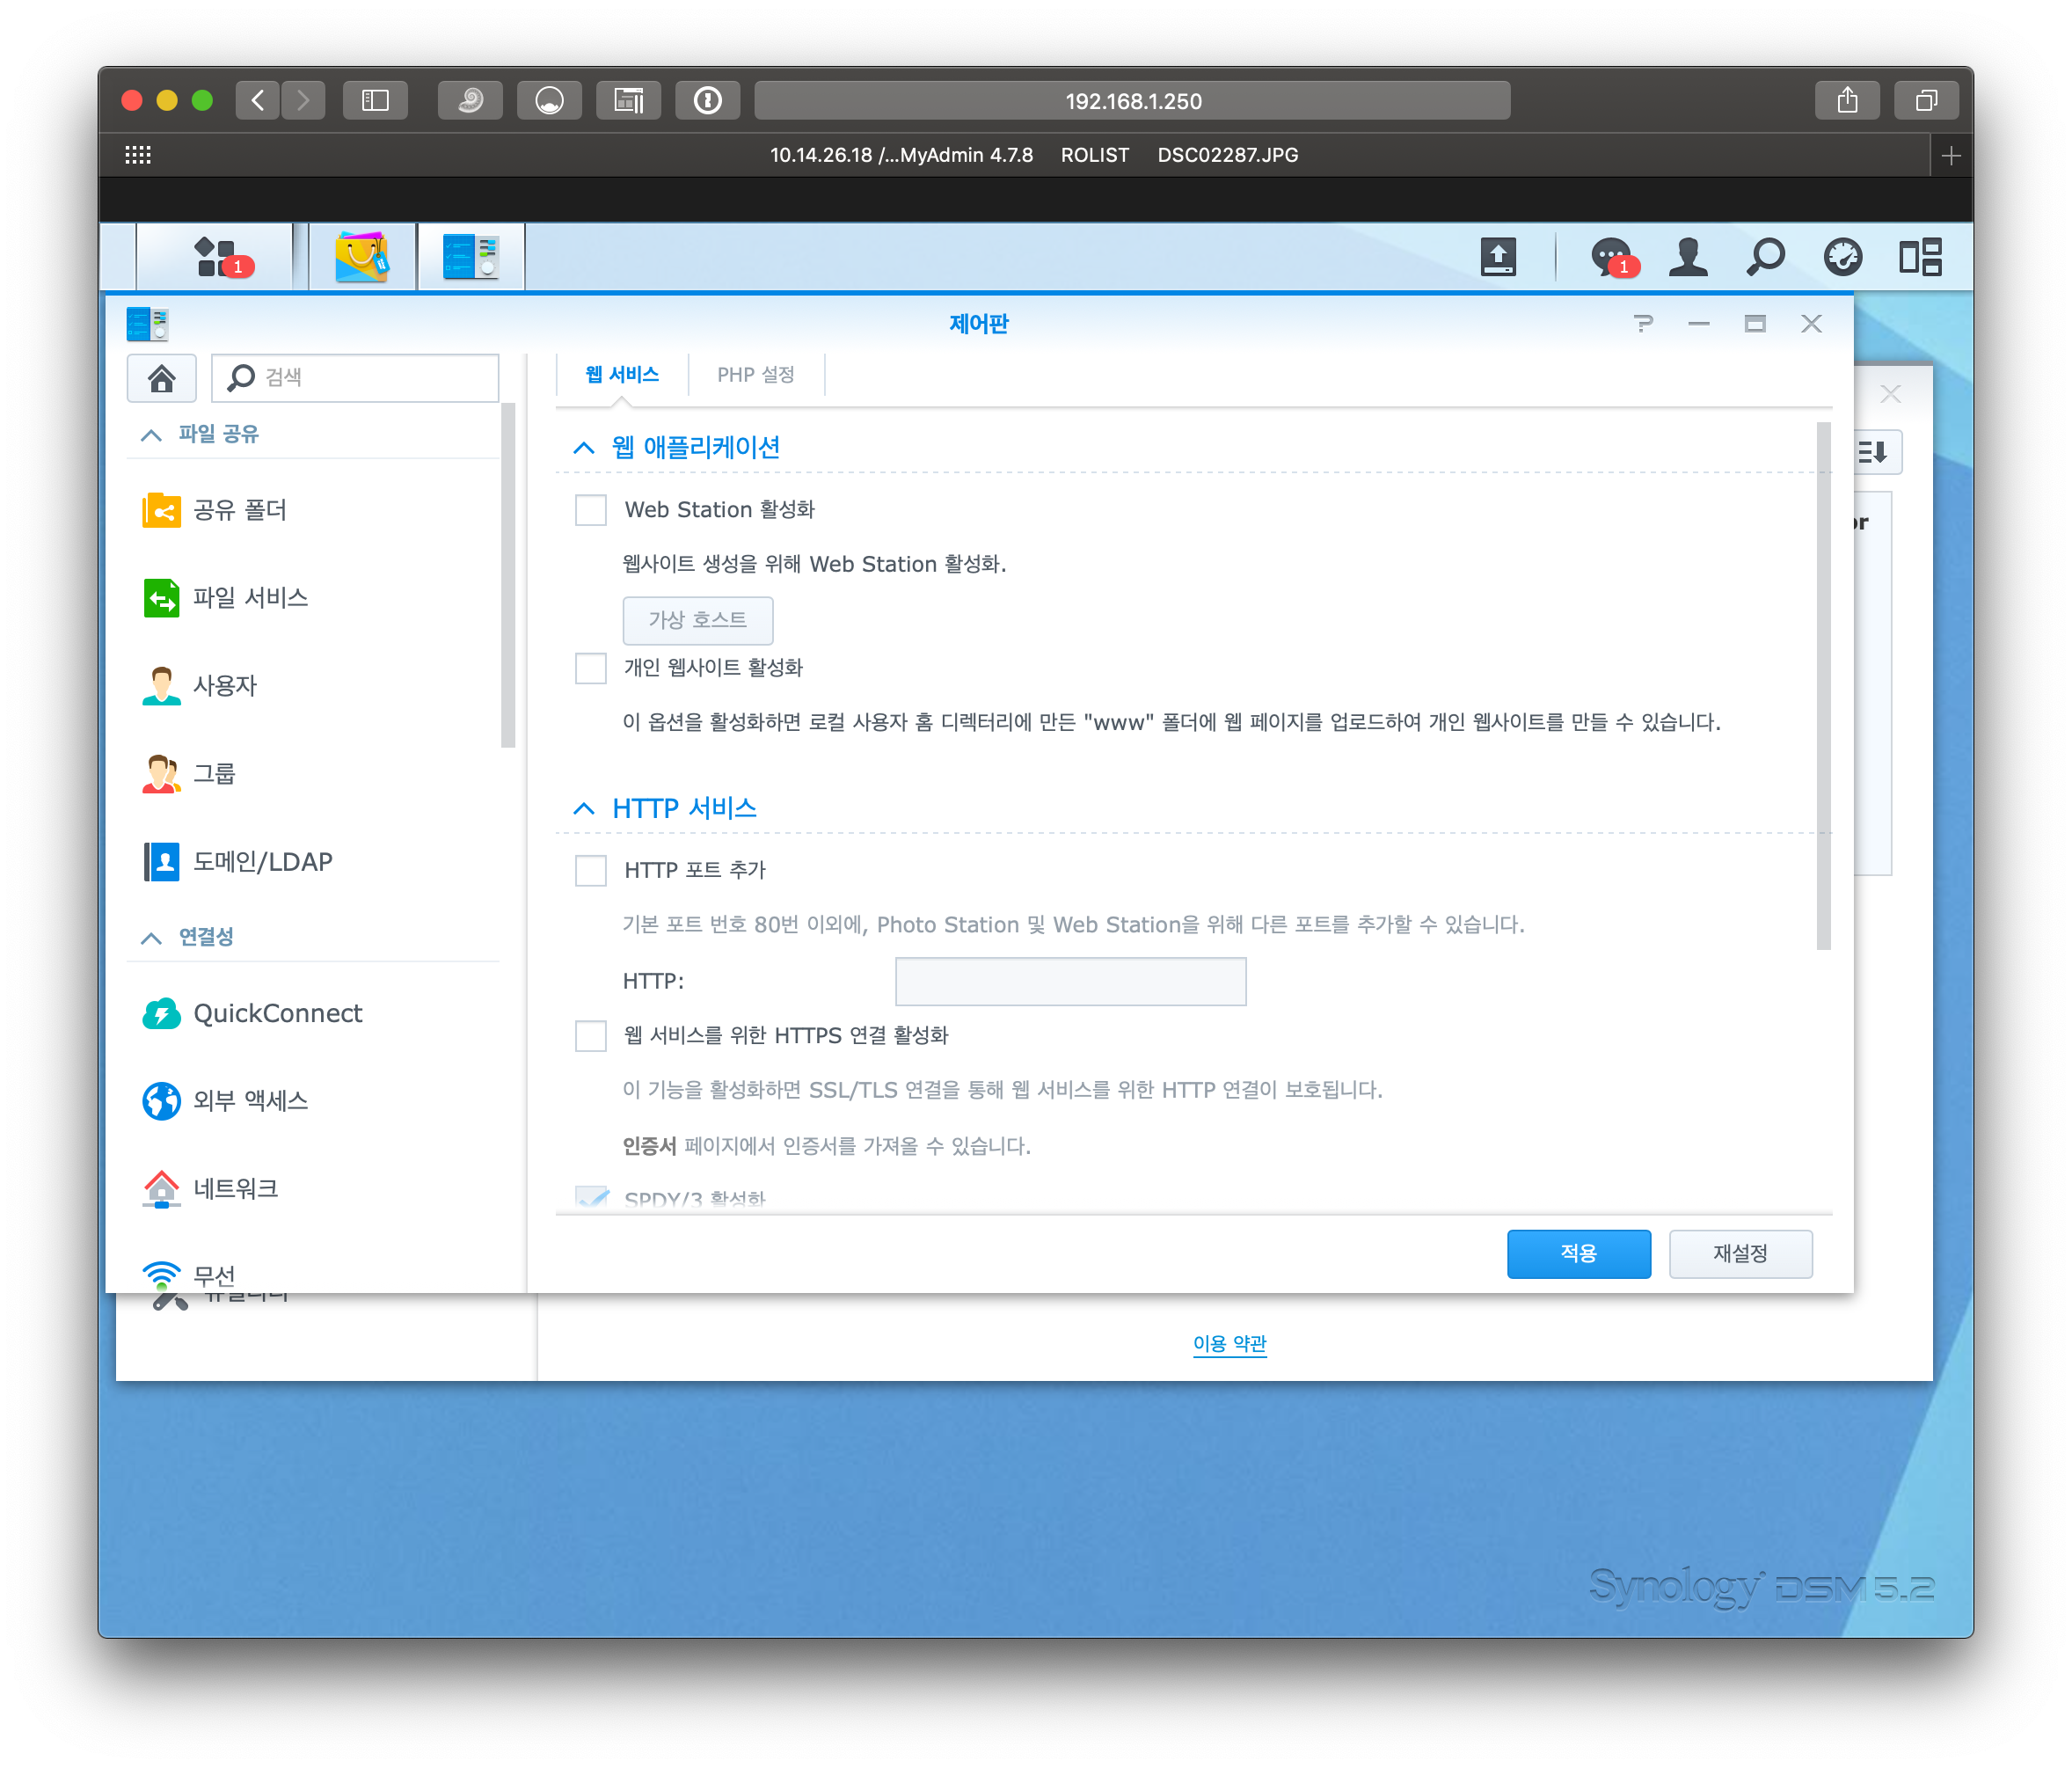 192.168.1.250
10.14.26.18 /...MyAdmin 4.7.8 ROLIST DSC02287.JPG
1
1
제어판
검색
파일 공유
공유 폴더
파일 서비스
사용자
그룹
도메인/LDAP
연결성
QuickConnect
외부 액세스
네트워크
무선
웹 서비스 PHP 설정
웹 애플리케이션
Web Station 활성화
웹사이트 생성을 위해 Web Station 활성화.
가상 호스트
개인 웹사이트 활성화
이 옵션을 활성화하면 로컬 사용자 홈 디렉터리에 만든 "www" 폴더에 웹 페이지를 업로드하여 개인 웹사이트를 만들 수 있습니다.
HTTP 서비스
HTTP 포트 추가
기본 포트 번호 80번 이외에, Photo Station 및 Web Station을 위해 다른 포트를 추가할 수 있습니다.
HTTP:
웹 서비스를 위한 HTTPS 연결 활성화
이 기능을 활성화하면 SSL/TLS 연결을 통해 웹 서비스를 위한 HTTP 연결이 보호됩니다.
인증서 페이지에서 인증서를 가져올 수 있습니다.
SPDY/3 활성화
적용 재설정
이용 약관
Synology DSM 5.2